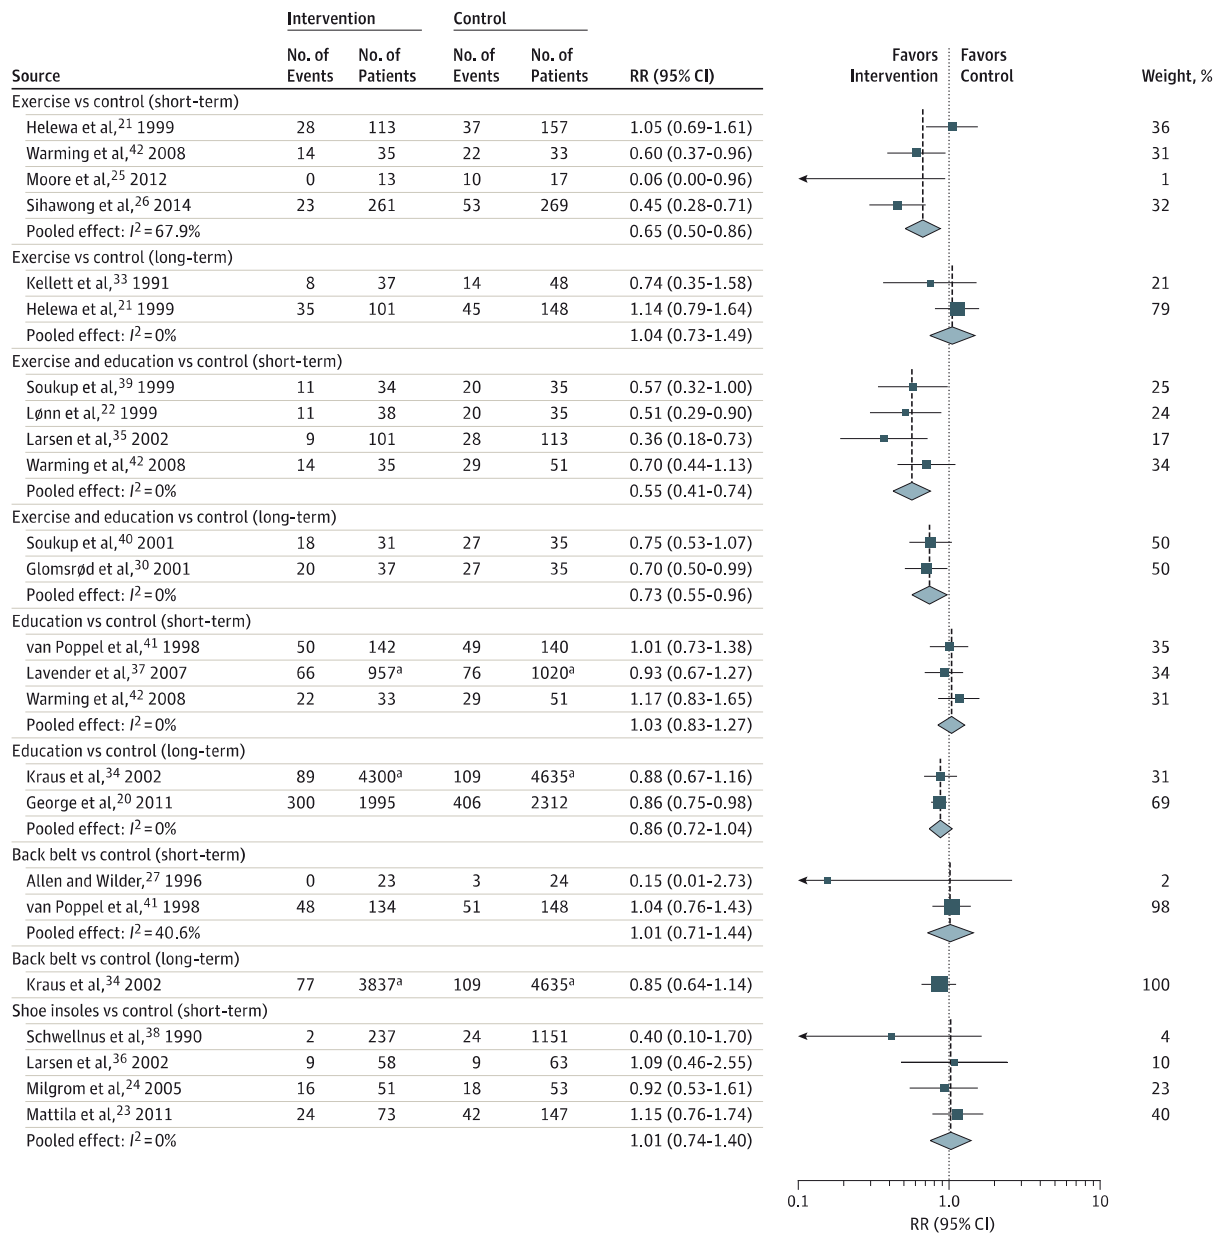 Intervention Control
Source No. of Events No. of Patients No. of Events No. of Patients RR (95% CI) Favors Intervention Favors Control Weight, %
Exercise vs control (short-term)
Helewa et al,21 1999 28 113 37 157 1.05 (0.69-1.61) 36
Warming et al,42 2008 14 35 22 33 0.60 (0.37-0.96) 31
Moore et al,25 2012 0 13 10 17 0.06 (0.00-0.96) 1
Sihawong et al,26 2014 23 261 53 269 0.45 (0.28-0.71) 32
Pooled effect: I2 = 67.9% 0.65 (0.50-0.86)
Exercise vs control (long-term)
Kellett et al,33 1991 8 37 14 48 0.74 (0.35-1.58) 21
Helewa et al,21 1999 35 101 45 148 1.14 (0.79-1.64) 79
Pooled effect: I2 = 0% 1.04 (0.73-1.49)
Exercise and education vs control (short-term)
Soukup et al,39 1999 11 34 20 35 0.57 (0.32-1.00) 25
Lønn et al,22 1999 11 38 20 35 0.51 (0.29-0.90) 24
Larsen et al,35 2002 9 101 28 113 0.36 (0.18-0.73) 17
Warming et al,42 2008 14 35 29 51 0.70 (0.44-1.13) 34
Pooled effect: I2 = 0% 0.55 (0.41-0.74)
Exercise and education vs control (long-term)
Soukup et al,40 2001 18 31 27 35 0.75 (0.53-1.07) 50
Glomsrød et al,30 2001 20 37 27 35 0.70 (0.50-0.99) 50
Pooled effect: I2 = 0% 0.73 (0.55-0.96)
Education vs control (short-term)
van Poppel et al,41 1998 50 142 49 140 1.01 (0.73-1.38) 35
Lavender et al,37 2007 66 957a 76 1020a 0.93 (0.67-1.27) 34
Warming et al,42 2008 22 33 29 51 1.17 (0.83-1.65) 31
Pooled effect: I2 = 0% 1.03 (0.83-1.27)
Education vs control (long-term)
Kraus et al,34 2002 89 4300a 109 4635a 0.88 (0.67-1.16) 31
George et al,20 2011 300 1995 406 2312 0.86 (0.75-0.98) 69
Pooled effect: I2 = 0% 0.86 (0.72-1.04)
Back belt vs control (short-term)
Allen and Wilder,27 1996 0 23 3 24 0.15 (0.01-2.73) 2
van Poppel et al,41 1998 48 134 51 148 1.04 (0.76-1.43) 98
Pooled effect: I2 = 40.6% 1.01 (0.71-1.44)
Back belt vs control (long-term)
Kraus et al,34 2002 77 3837a 109 4635a 0.85 (0.64-1.14) 100
Shoe insoles vs control (short-term)
Schwellnus et al,38 1990 2 237 24 1151 0.40 (0.10-1.70) 4
Larsen et al,36 2002 9 58 9 63 1.09 (0.46-2.55) 10
Milgrom et al,24 2005 16 51 18 53 0.92 (0.53-1.61) 23
Mattila et al,23 2011 24 73 42 147 1.15 (0.76-1.74) 40
Pooled effect: I2 = 0% 1.01 (0.74-1.40)
0.1 1.0 10
RR (95% CI)